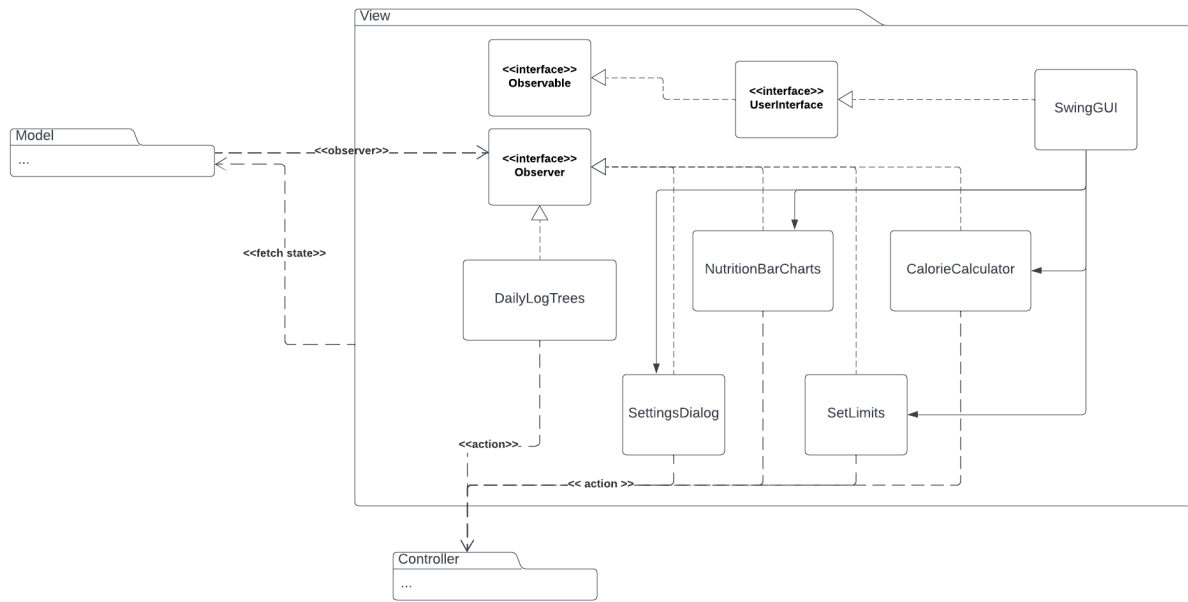 View
<<interface>>
Observable
<<interface>>
UserInterface
SwingGUI
Model
...
<<observer>>
<<interface>>
Observer
<<fetch state>>
DailyLogTrees
NutritionBarCharts
CalorieCalculator
SettingsDialog
SetLimits
<<action>>
<< action >>
Controller
...